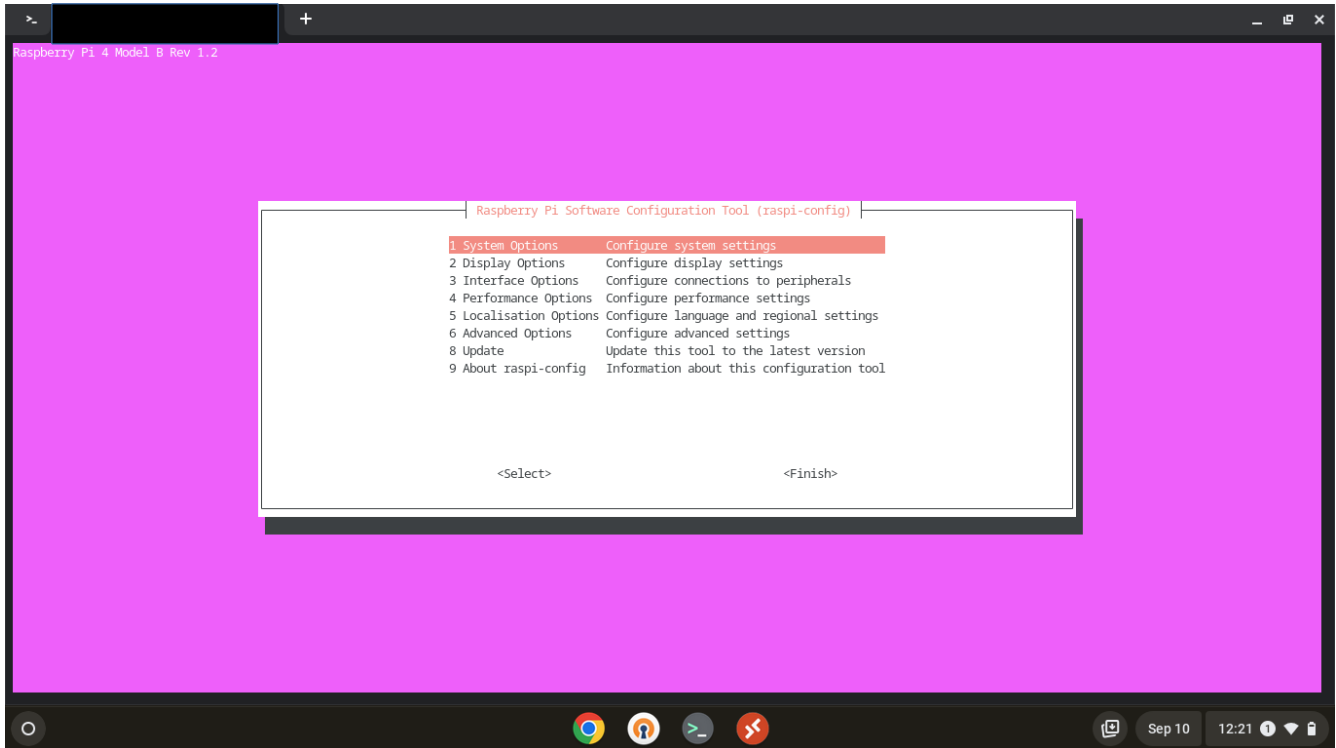 Raspberry Pi 4 Model B Rev 1.2
Raspberry Pi Software Configuration Tool (raspi-config)
1 System Options Configure system settings
2 Display Options Configure display settings
3 Interface Options Configure connections to peripherals
4 Performance Options Configure performance settings
5 Localisation Options Configure language and regional settings
6 Advanced Options Configure advanced settings
8 Update Update this tool to the latest version
9 About raspi-config Information about this configuration tool
<Select> <Finish>
Sep 10 12:21 1